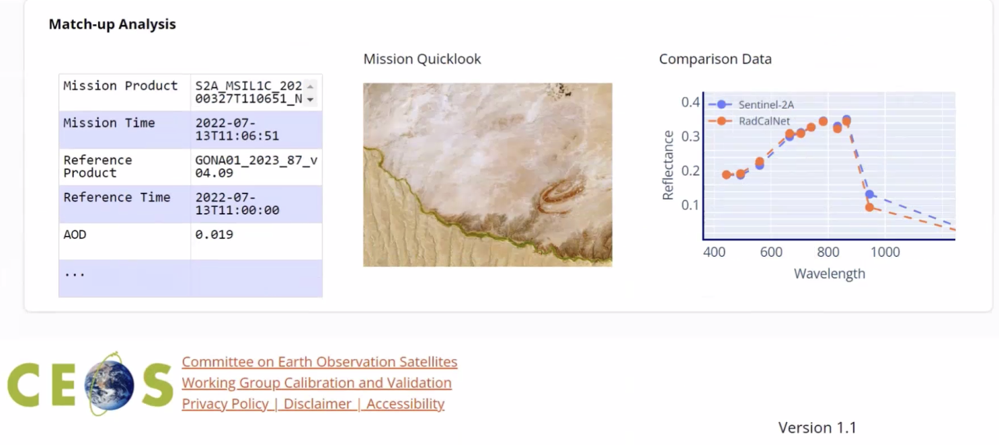 Match-up Analysis
Mission Product
S2A_MSIL1C_202
00327T110651_N
Mission Time
2022-07-
13T11:06:51
Reference
Product
GONA01_2023_87_v
04.09
Reference Time
2022-07-
13T11:00:00
AOD
0.019
...
Mission Quicklook
Comparison Data
Sentinel-2A
RadCalNet
0.4
0.3
0.2
0.1
Reflectance
400 600 800 1000
Wavelength
CEOS
Committee on Earth Observation Satellites
Working Group Calibration and Validation
Privacy Policy | Disclaimer | Accessibility
Version 1.1